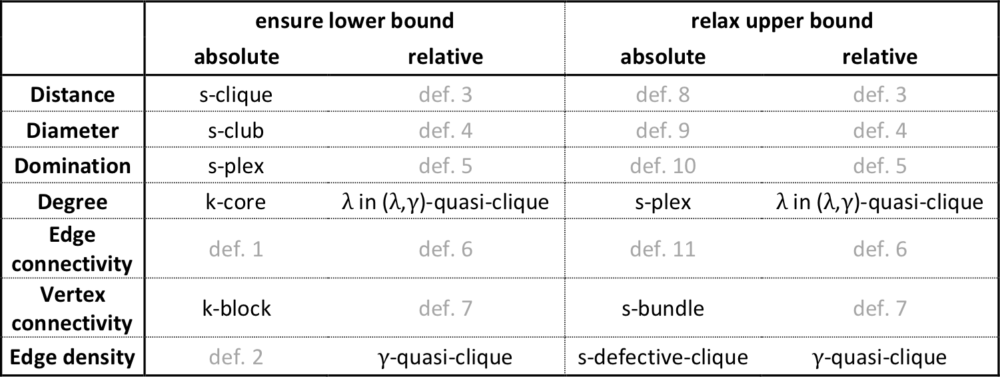 ensure lower bound relax upper bound
absolute relative absolute relative
Distance s-clique def. 3 def. 8 def. 3
Diameter s-club def. 4 def. 9 def. 4
Domination s-plex def. 5 def. 10 def. 5
Degree k-core λ in (λ,γ)-quasi-clique s-plex λ in (λ,γ)-quasi-clique
Edge
connectivity def. 1 def. 6 def. 11 def. 6
Vertex
connectivity k-block def. 7 s-bundle def. 7
Edge density def. 2 γ-quasi-clique s-defective-clique γ-quasi-clique